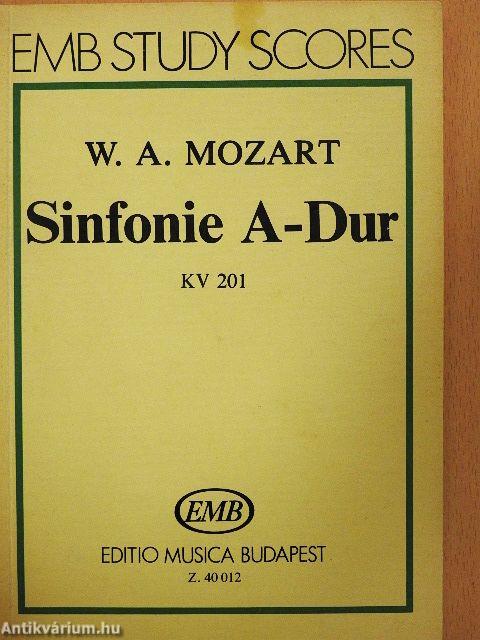 EMB STUDY SCORES
W. A. MOZART
Sinfonie A-Dur
KV 201
EMB
EDITIO MUSICA BUDAPEST
Z. 40 012
Antikvárium.hu